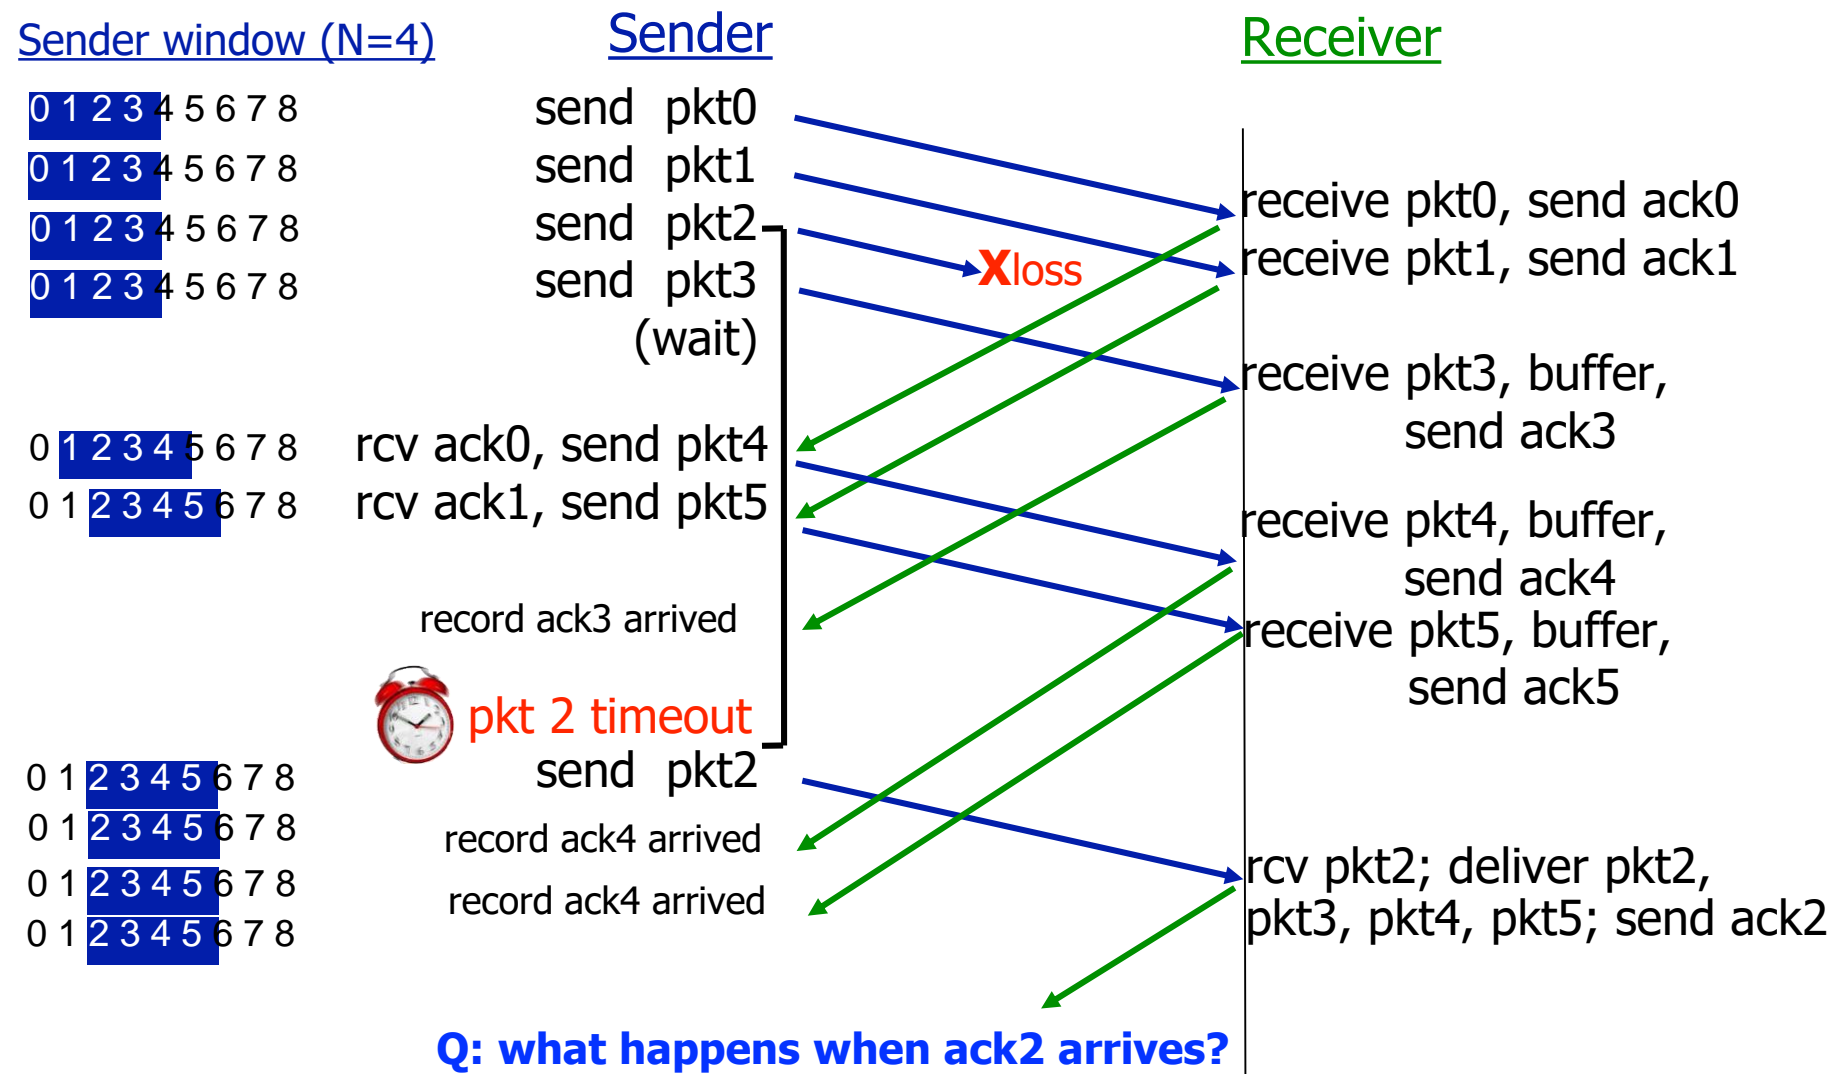 Sender window (N=4)
Sender
Receiver
0 1 2 3 4 5 6 7 8
send pkt0
0 1 2 3 4 5 6 7 8
send pkt1
receive pkt0, send ack0
0 1 2 3 4 5 6 7 8
send pkt2
Xloss
receive pkt1, send ack1
0 1 2 3 4 5 6 7 8
send pkt3
(wait)
receive pkt3, buffer,
send ack3
0 1 2 3 4 5 6 7 8
rcv ack0, send pkt4
0 1 2 3 4 5 6 7 8
rcv ack1, send pkt5
receive pkt4, buffer,
send ack4
record ack3 arrived
receive pkt5, buffer,
send ack5
pkt 2 timeout
0 1 2 3 4 5 6 7 8
send pkt2
0 1 2 3 4 5 6 7 8
record ack4 arrived
0 1 2 3 4 5 6 7 8
record ack4 arrived
rcv pkt2; deliver pkt2,
pkt3, pkt4, pkt5; send ack2
0 1 2 3 4 5 6 7 8
Q: what happens when ack2 arrives?